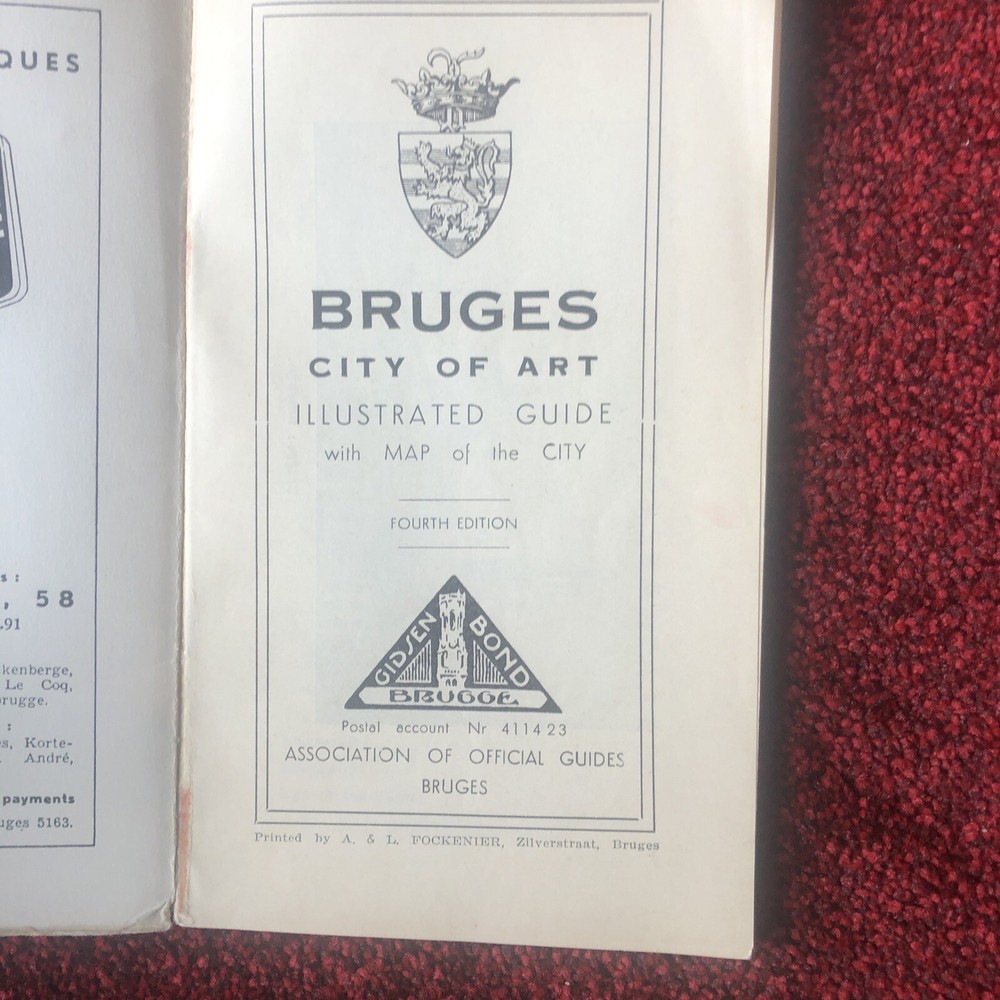 QUES
s :
, 58
.91
kenberge,
Le Coq,
rugge.
:
s, Korte-
. André,
payments
uges 5163.
BRUGES
CITY OF ART
ILLUSTRATED GUIDE
with MAP of the CITY
FOURTH EDITION
GIDSEN BOND
BRUGGE
Postal account Nr 411423
ASSOCIATION OF OFFICIAL GUIDES
BRUGES
Printed by A. & L. FOCKENIER, Zilverstraat, Bruges